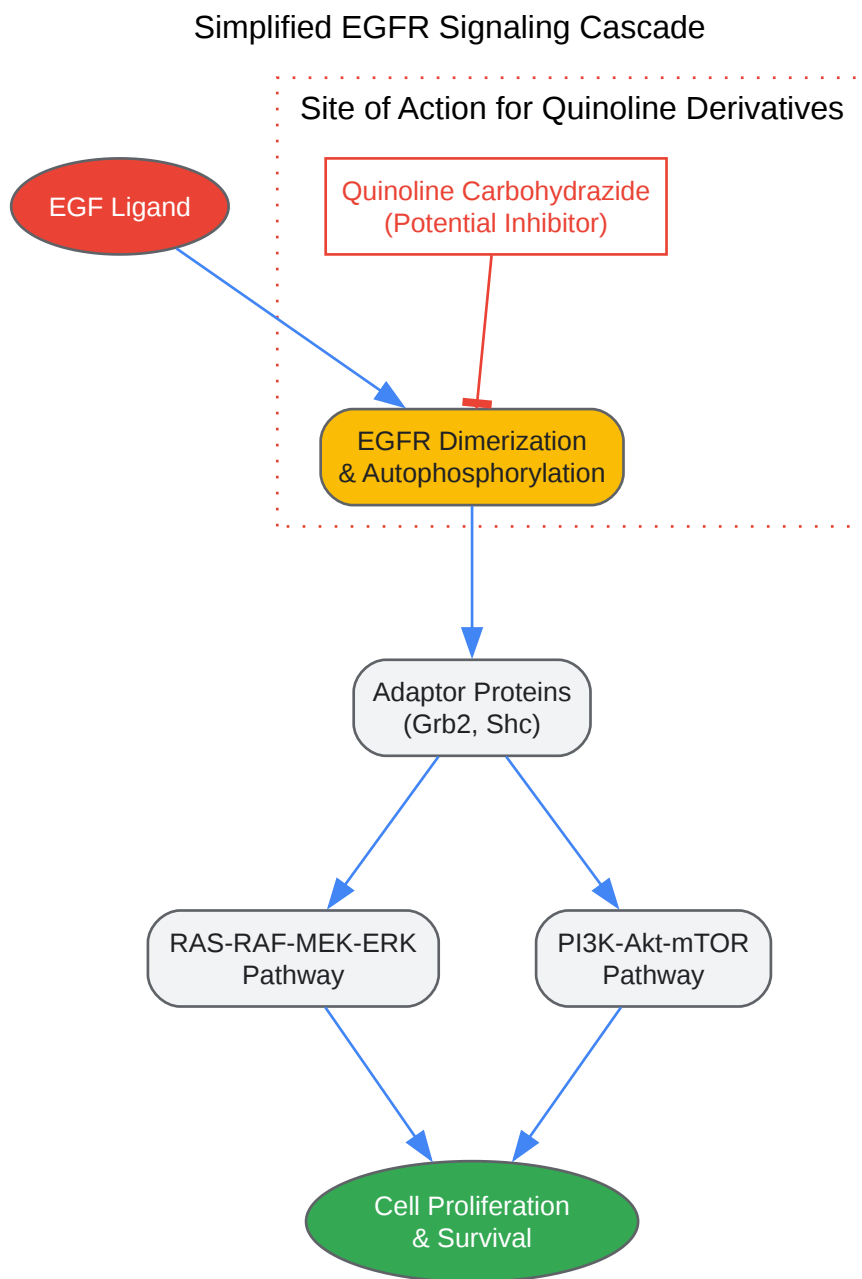 Simplified EGFR Signaling Cascade
Site of Action for Quinoline Derivatives
EGF Ligand
Quinoline Carbohydrazide
(Potential Inhibitor)
EGFR Dimerization
& Autophosphorylation
Adaptor Proteins
(Grb2, Shc)
RAS-RAF-MEK-ERK
Pathway
PI3K-Akt-mTOR
Pathway
Cell Proliferation
& Survival